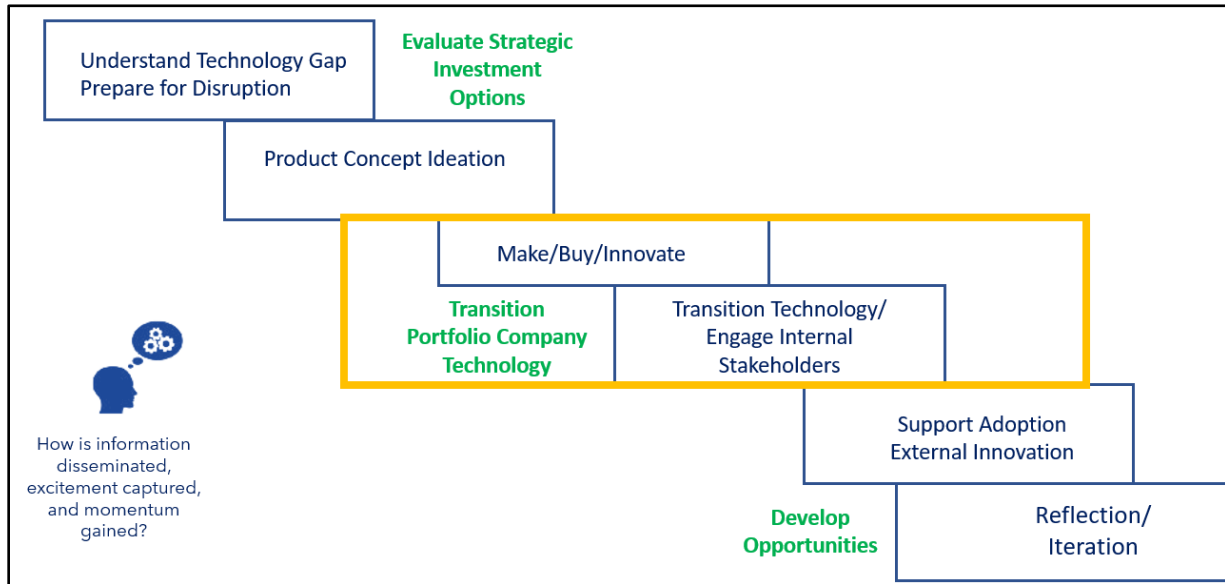 Understand Technology Gap
Prepare for Disruption
Evaluate Strategic
Investment
Options
Product Concept Ideation
Make/Buy/Innovate
Transition
Portfolio Company
Technology
Transition Technology/
Engage Internal
Stakeholders
How is information
disseminated,
excitement captured,
and momentum
gained?
Support Adoption
External Innovation
Develop
Opportunities
Reflection/
Iteration